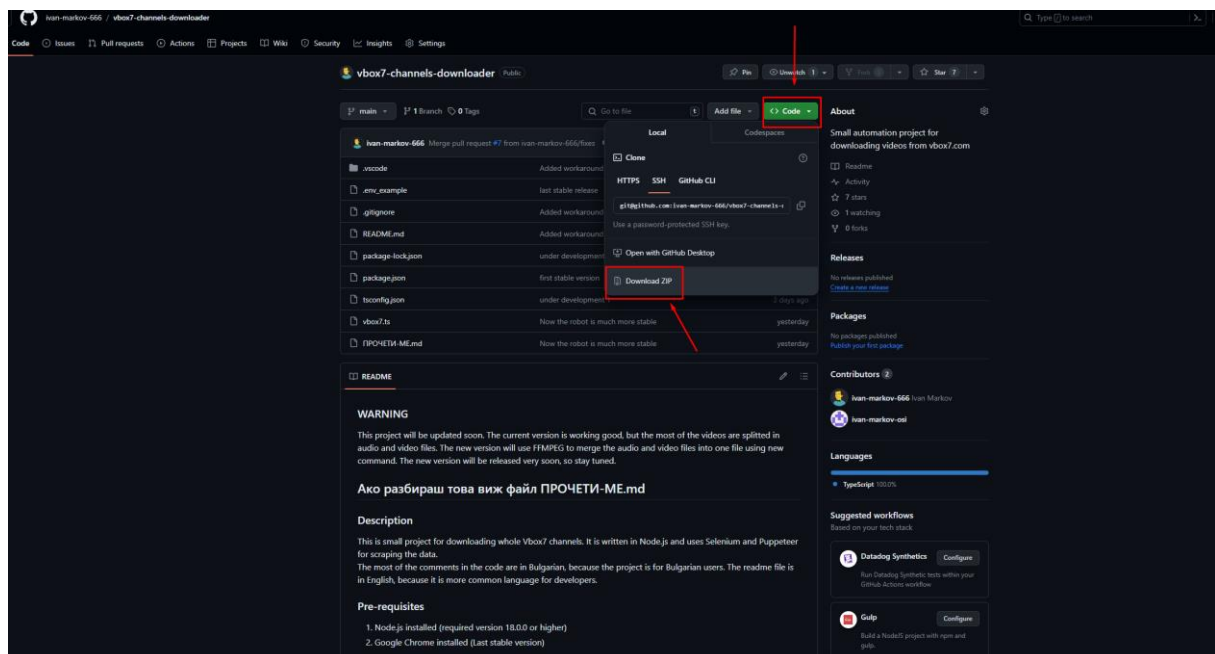 ivan-markov-666 / vbox7-channels-downloader
Q Type / to search
Code Issues Pull requests Actions Projects Wiki Security Insights Settings
vbox7-channels-downloader Public
Pin Unwatch 1 Star 7
main 1 Branch 0 Tags
Go to file t Add file <> Code
Local Codespaces
Clone
HTTPS SSH GitHub CLI
git@github.com:ivan-markov-666/vbox7-channels-
Use a password-protected SSH key.
Open with GitHub Desktop
Download ZIP
ivan-markov-666 Merge pull request #7 from ivan-markov-666/fixes
.vscode Added workaround
.env_example last stable release
.gitignore Added workaround
README.md Added workaround
package-lock.json under development
package.json first stable version
tsconfig.json under development 2 days ago
vbox7.ts Now the robot is much more stable yesterday
ПРОЧЕТИ-ME.md Now the robot is much more stable yesterday
README
WARNING
This project will be updated soon. The current version is working good, but the most of the videos are splitted in
audio and video files. The new version will use FFMPEG to merge the audio and video files into one file using new
command. The new version will be released very soon, so stay tuned.
Ако разбираш това виж файл ПРОЧЕТИ-ME.md
Description
This is small project for downloading whole Vbox7 channels. It is written in Node.js and uses Selenium and Puppeteer
for scraping the data.
The most of the comments in the code are in Bulgarian, because the project is for Bulgarian users. The readme file is
in English, because it is more common language for developers.
Pre-requisites
1. Node.js installed (required version 18.0.0 or higher)
2. Google Chrome installed (Last stable version)
About
Small automation project for
downloading videos from vbox7.com
Readme
Activity
7 stars
1 watching
0 forks
Releases
No releases published
Create a new release
Packages
No packages published
Publish your first package
Contributors 2
ivan-markov-666 Ivan Markov
ivan-markov-osi
Languages
TypeScript 100.0%
Suggested workflows
Based on your tech stack
Datadog Synthetics Configure
Run Datadog Synthetic tests within your
GitHub Actions workflow
Gulp Configure
Build a NodeJS project with npm and
gulp.